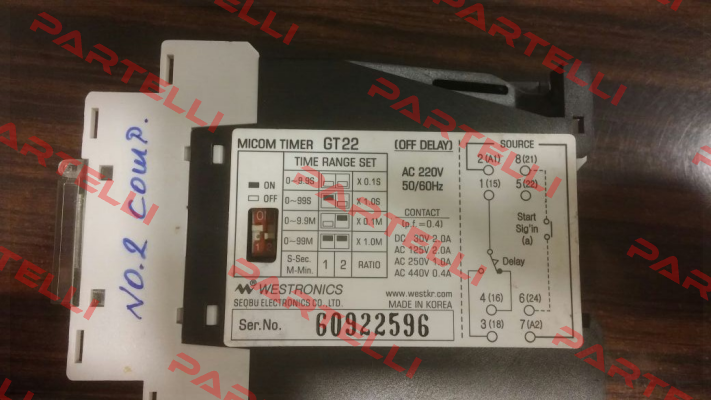 NO.2 COMP.
MICOM TIMER GT22 (OFF DELAY)
TIME RANGE SET
ON
OFF
0~9.9S X 0.1S
0~99S X 1.0S
0~9.9M X 0.1M
0~99M X 1.0M
S-Sec. M-Min. 1 2 RATIO
AC 220V
50/60Hz
CONTACT
DC 30V 2.0A
AC 125V 2.0A
AC 250V 1.0A
AC 440V 0.4A
SOURCE
2 (A1) 8 (21)
1 (15) 5 (22)
Start
Sig'in
(a)
Delay
4 (16) 6 (24)
3 (18) 7 (A2)
WESTRONICS
SEOBU ELECTRONICS CO.,LTD.
www.westkr.com
MADE IN KOREA
Ser.No. 60922596
PARTELLI
PARTELLI
PARTELLI
PARTELLI
PARTELLI
PARTELLI